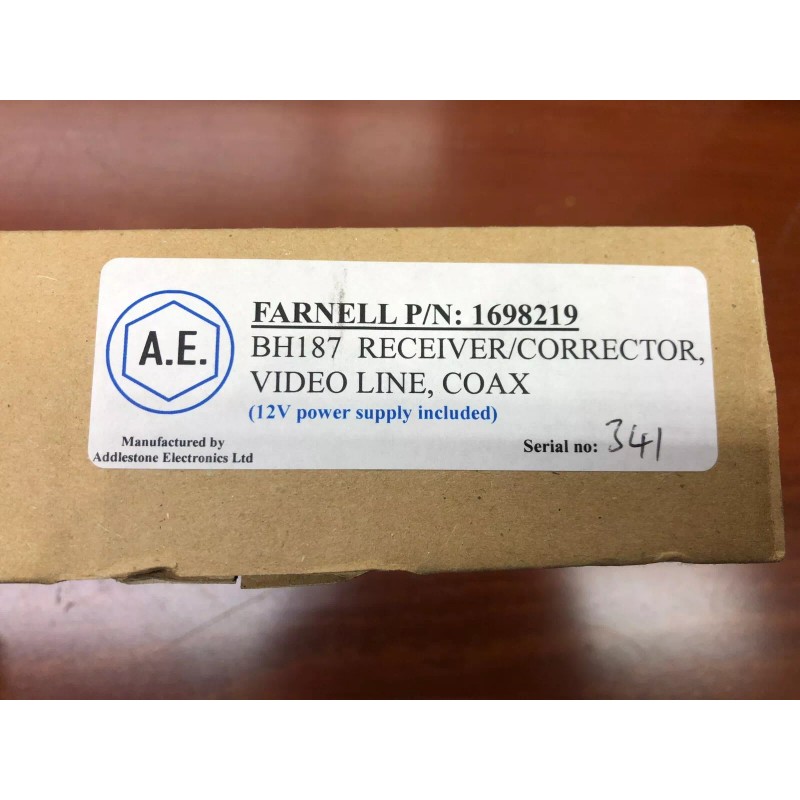 A.E.
FARNELL P/N: 1698219
BH187 RECEIVER/CORRECTOR,
VIDEO LINE, COAX
(12V power supply included)
Manufactured by
Addlestone Electronics Ltd
Serial no: 341